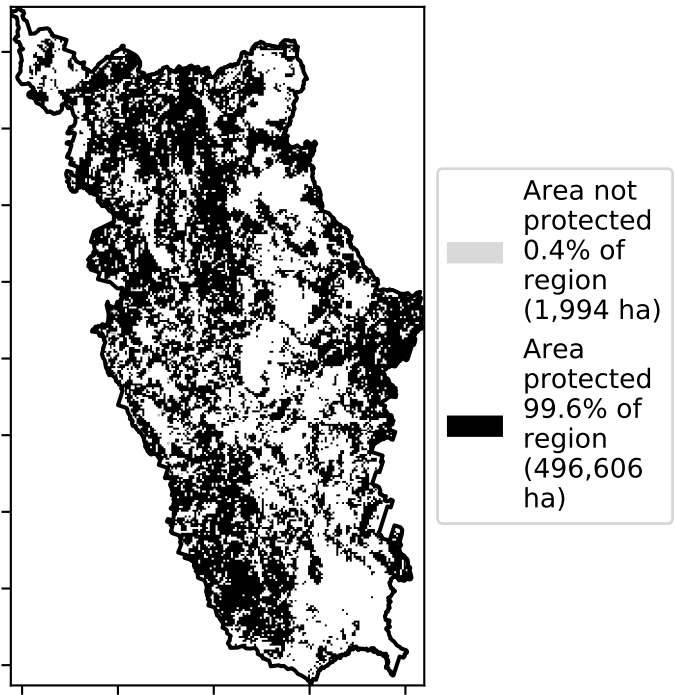 Area not
protected
0.4% of
region
(1,994 ha)
Area
protected
99.6% of
region
(496,606
ha)